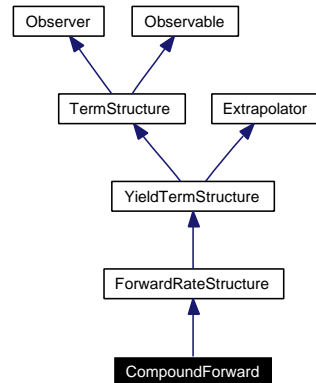 Observer Observable
TermStructure Extrapolator
YieldTermStructure
ForwardRateStructure
CompoundForward